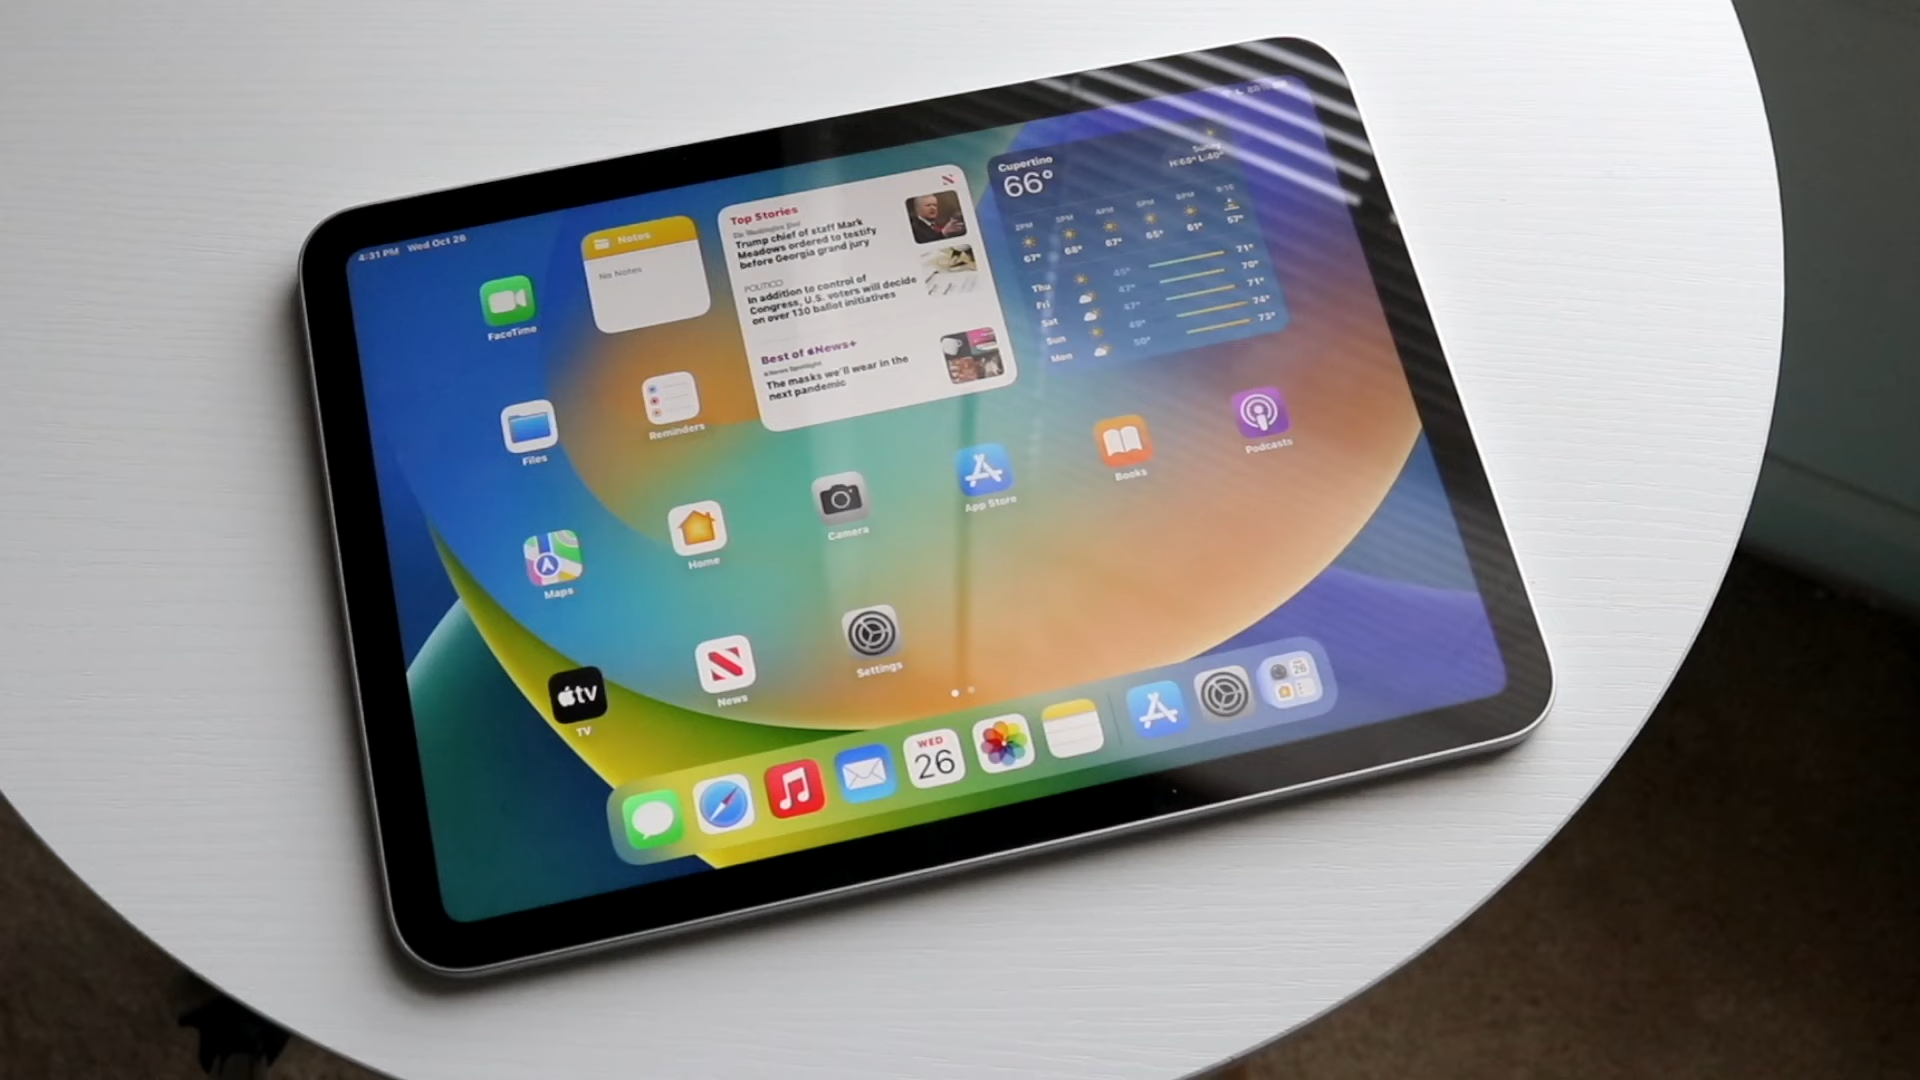 4:31 PM Wed Oct 26
FaceTime
Notes
No Notes
Top Stories
The Washington Post
Trump chief of staff Mark
Meadows ordered to testify
before Georgia grand jury
POLITICO
In addition to control of
Congress, U.S. voters will decide
on over 130 ballot initiatives
Best of News+
The masks we'll wear in the
next pandemic
Cupertino
66°
Sunny
2PM 3PM 4PM 5PM 6PM
67° 68° 67° 65° 61° 57°
Thu 45° 71°
Fri 47° 70°
Sat 47° 71°
Sun 49° 74°
Mon 50° 73°
Files
Reminders
Maps
Home
Camera
App Store
Books
Podcasts
tv
TV
News
Settings
WED
26
26